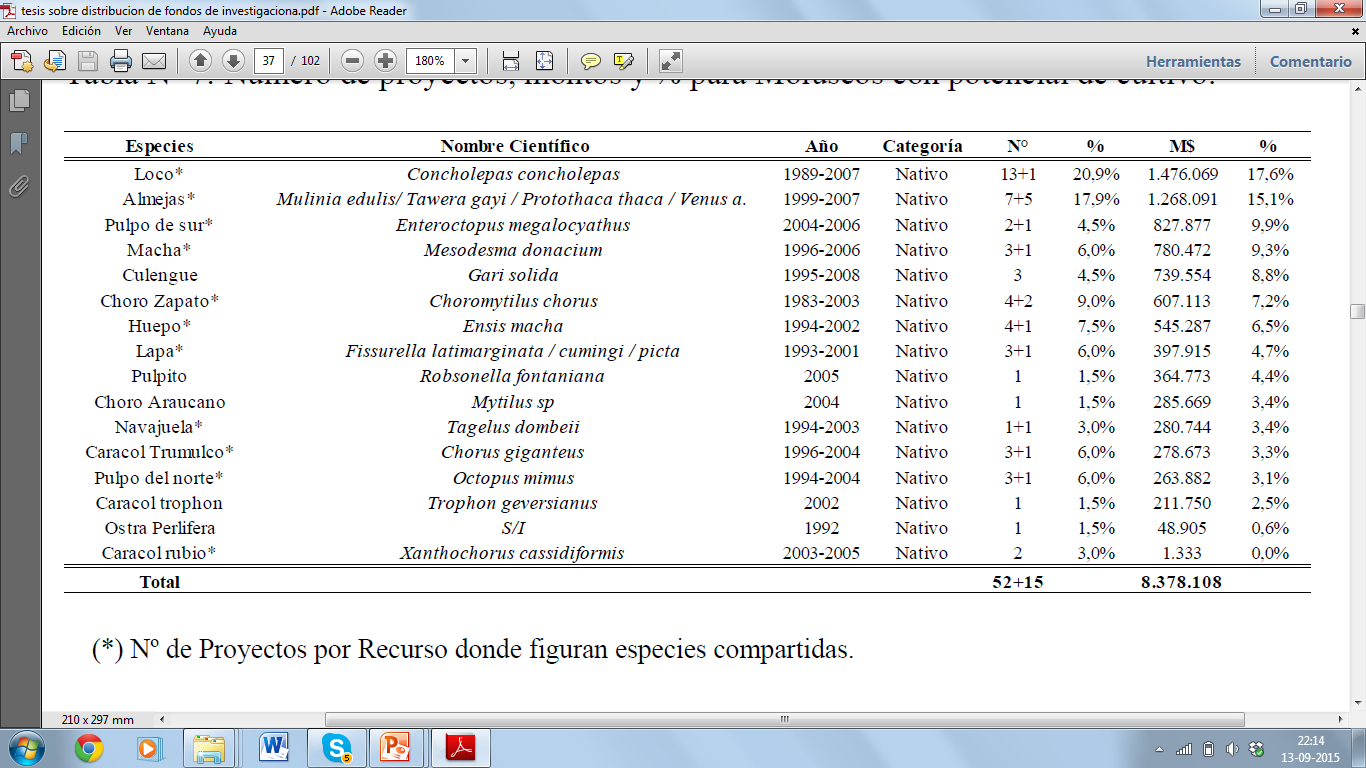 tesis sobre distribucion de fondos de investigaciona.pdf - Adobe Reader
Archivo Edición Ver Ventana Ayuda
37 / 102 180% Herramientas Comentario
Tabla N° 7. Número de proyectos, montos y % para Moluscos con potencial de cultivo.
Especies Nombre Científico Año Categoría N° % M$ %
Loco* Concholepas concholepas 1989-2007 Nativo 13+1 20,9% 1.476.069 17,6%
Almejas* Mulinia edulis/ Tawera gayi / Protothaca thaca / Venus a. 1999-2007 Nativo 7+5 17,9% 1.268.091 15,1%
Pulpo de sur* Enteroctopus megalocyathus 2004-2006 Nativo 2+1 4,5% 827.877 9,9%
Macha* Mesodesma donacium 1996-2006 Nativo 3+1 6,0% 780.472 9,3%
Culengue Gari solida 1995-2008 Nativo 3 4,5% 739.554 8,8%
Choro Zapato* Choromytilus chorus 1983-2003 Nativo 4+2 9,0% 607.113 7,2%
Huepo* Ensis macha 1994-2002 Nativo 4+1 7,5% 545.287 6,5%
Lapa* Fissurella latimarginata / cumingi / picta 1993-2001 Nativo 3+1 6,0% 397.915 4,7%
Pulpito Robsonella fontaniana 2005 Nativo 1 1,5% 364.773 4,4%
Choro Araucano Mytilus sp 2004 Nativo 1 1,5% 285.669 3,4%
Navajuela* Tagelus dombeii 1994-2003 Nativo 1+1 3,0% 280.744 3,4%
Caracol Trumulco* Chorus giganteus 1996-2004 Nativo 3+1 6,0% 278.673 3,3%
Pulpo del norte* Octopus mimus 1994-2004 Nativo 3+1 6,0% 263.882 3,1%
Caracol trophon Trophon geversianus 2002 Nativo 1 1,5% 211.750 2,5%
Ostra Perlifera S/I 1992 Nativo 1 1,5% 48.905 0,6%
Caracol rubio* Xanthochorus cassidiformis 2003-2005 Nativo 2 3,0% 1.333 0,0%
Total 52+15 8.378.108
(*) Nº de Proyectos por Recurso donde figuran especies compartidas.
210 x 297 mm
22:14
13-09-2015